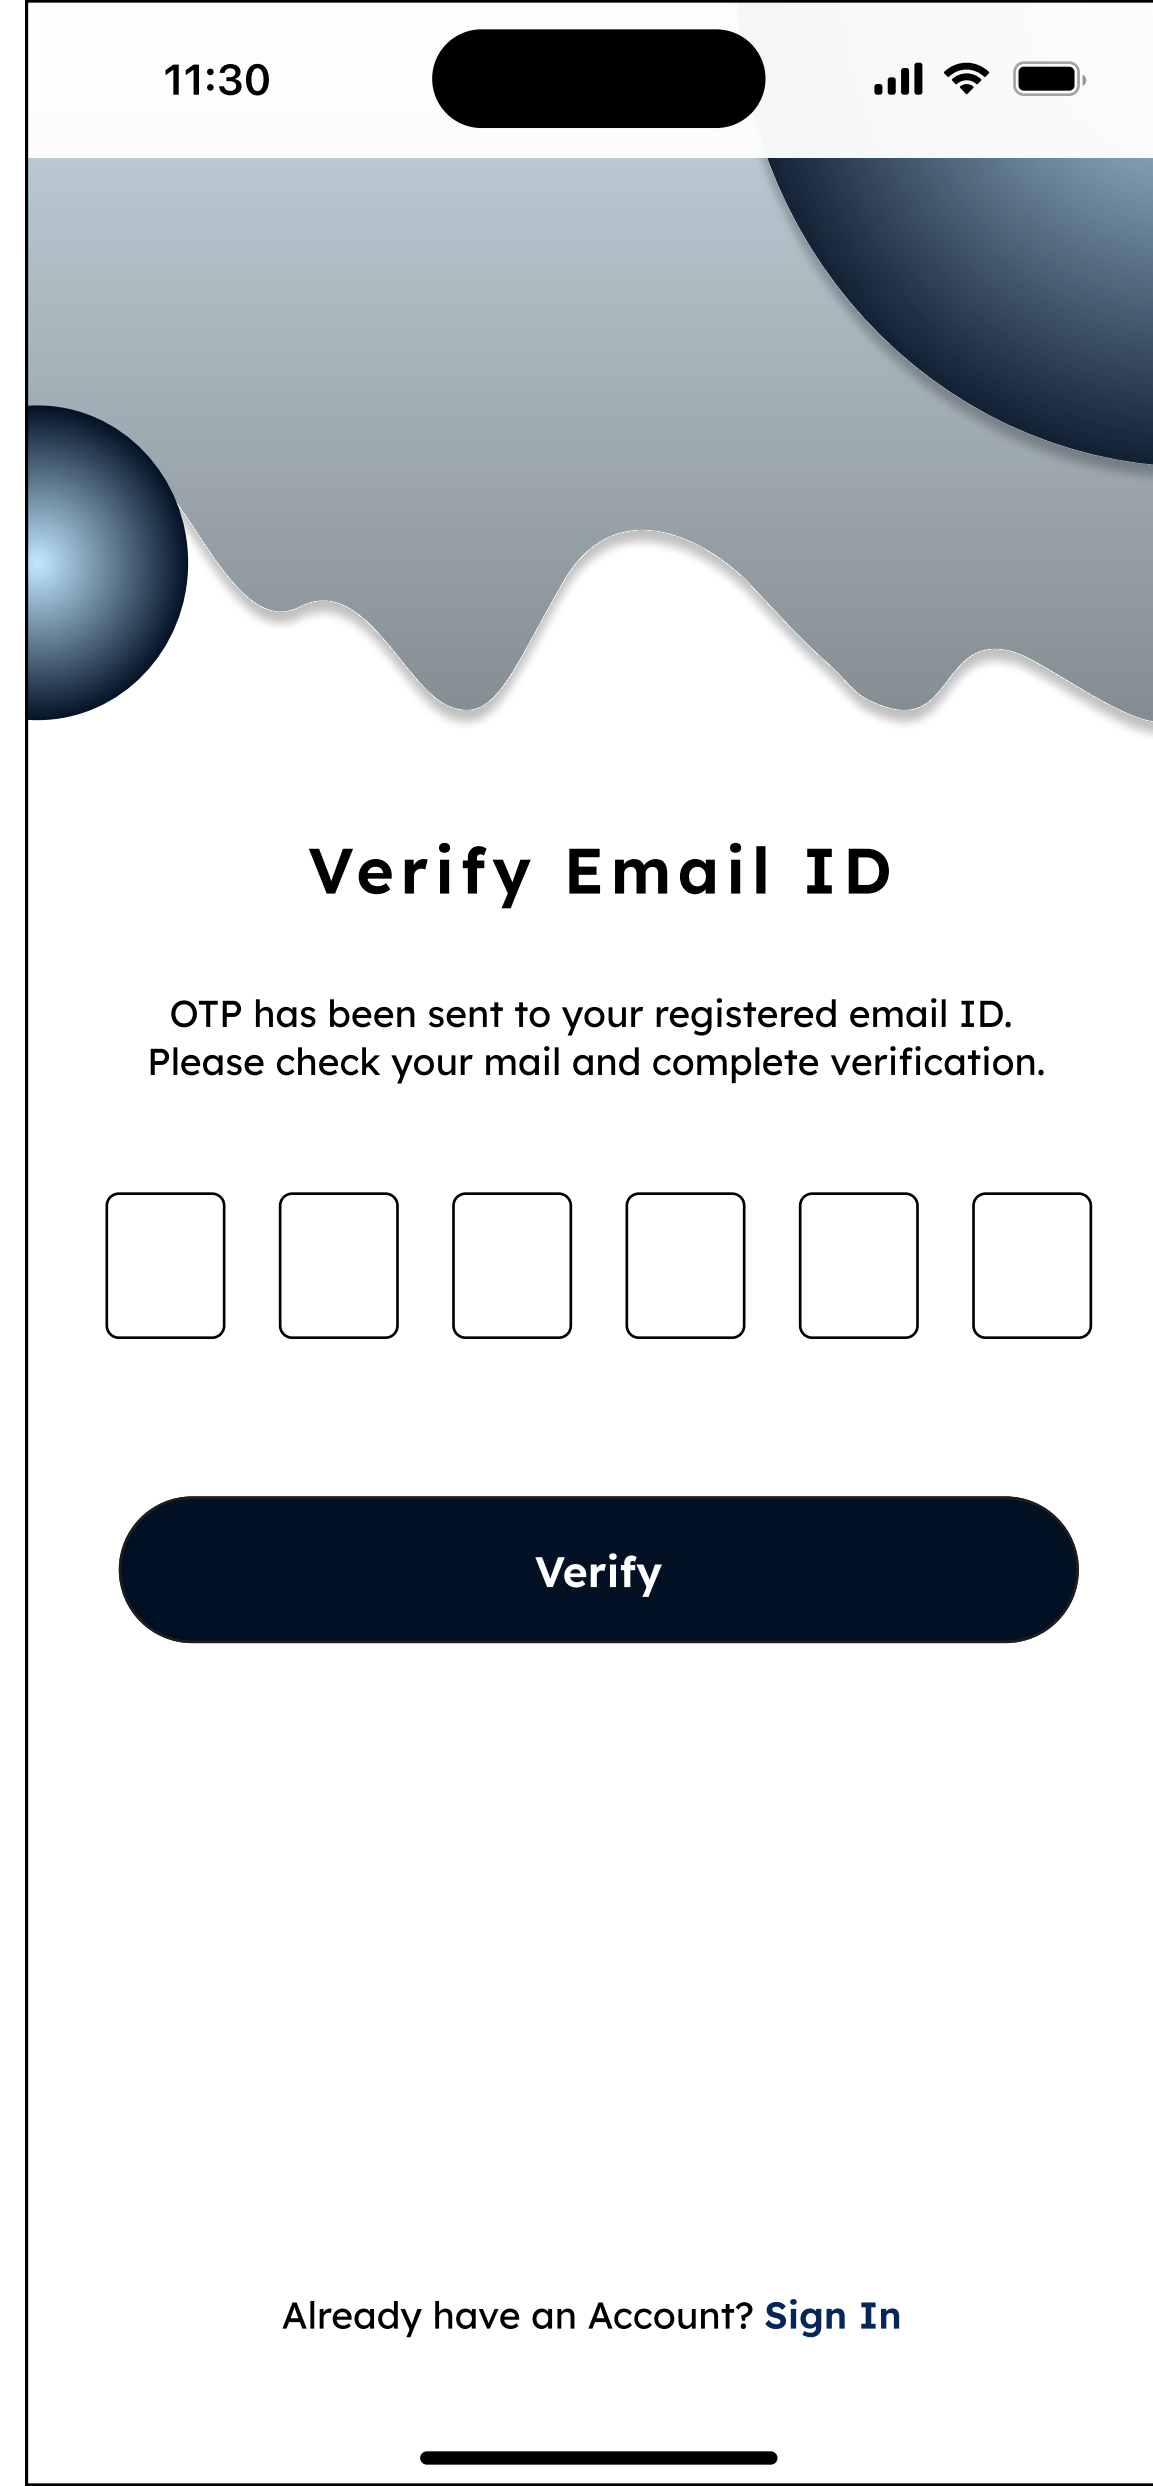 11:30
Verify Email ID
OTP has been sent to your registered email ID.
Please check your mail and complete verification.
Verify
Already have an Account? Sign In